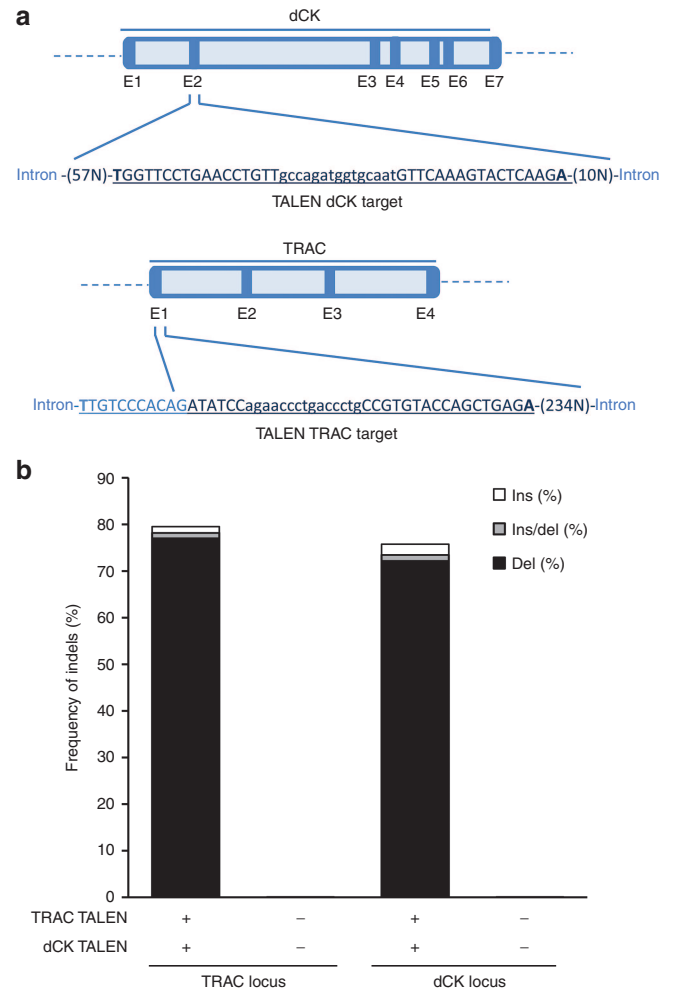 a
dCK
E1 E2 E3 E4 E5 E6 E7
Intron -(57N)-TGGTTCCTGAACCTGTTgccagatggtgcaatGTTCAAAGTACTCAAGA-(10N)-Intron
TALEN dCK target
TRAC
E1 E2 E3 E4
Intron-TTGTCCCACAGATATCCagaaccctgaccctgCCGTGTACCAGCTGAGA-(234N)-Intron
TALEN TRAC target
b
Frequency of indels (%)
90
80
70
60
50
40
30
20
10
0
Ins (%)
Ins/del (%)
Del (%)
TRAC TALEN + – + –
dCK TALEN + – + –
TRAC locus dCK locus